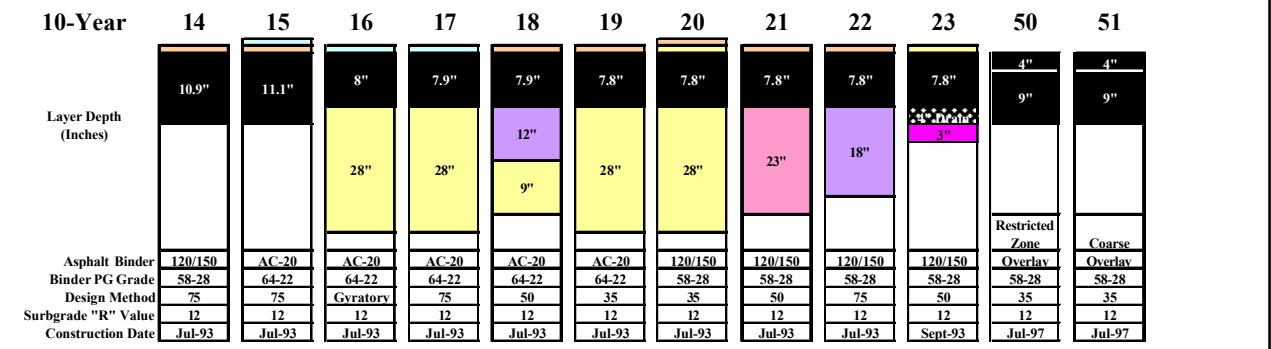 10-Year 14 15 16 17 18 19 20 21 22 23 50 51
10.9" 11.1" 8" 7.9" 7.9" 7.8" 7.8" 7.8" 7.8" 7.8" 4" 4"
9" 9"
Layer Depth
(Inches)
4" Drain
3"
12"
28" 28" 9" 28" 28" 23" 18"
Restricted
Zone Coarse
Asphalt Binder 120/150 AC-20 AC-20 AC-20 AC-20 AC-20 120/150 120/150 120/150 120/150 Overlay Overlay
Binder PG Grade 58-28 64-22 64-22 64-22 64-22 64-22 58-28 58-28 58-28 58-28 58-28 58-28
Design Method 75 75 Gyratory 75 50 35 35 50 75 50 35 35
Surbgrade "R" Value 12 12 12 12 12 12 12 12 12 12 12 12
Construction Date Jul-93 Jul-93 Jul-93 Jul-93 Jul-93 Jul-93 Jul-93 Jul-93 Jul-93 Sept-93 Jul-97 Jul-97